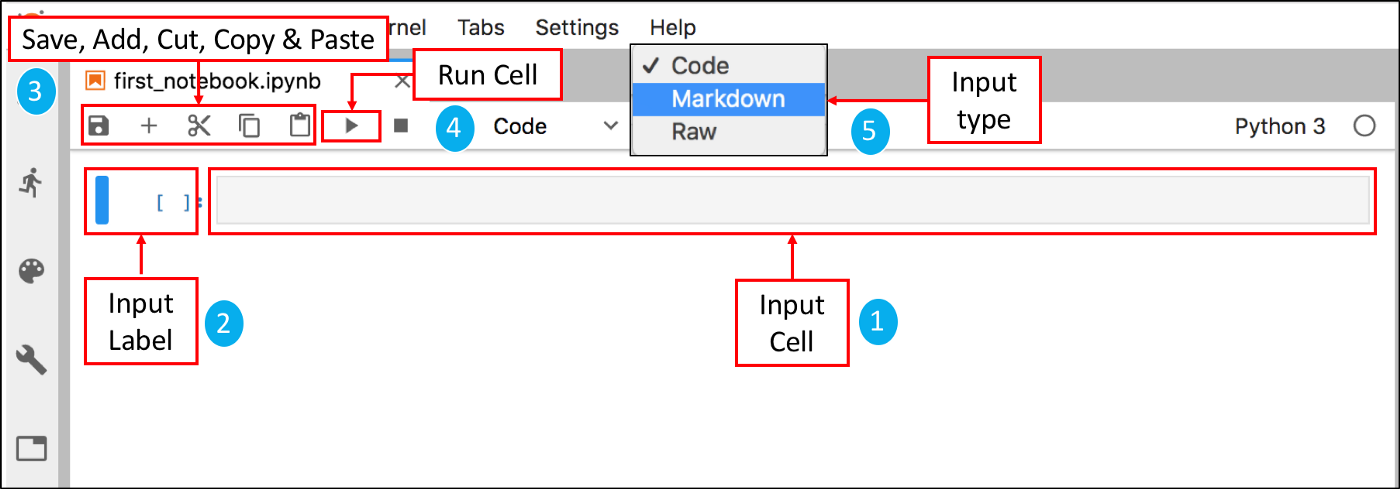 rnel Tabs Settings Help
Save, Add, Cut, Copy & Paste
3
first_notebook.ipynb
Run Cell
✓ Code
Markdown
Raw
Input
type
4
Code
5
Python 3
[ ]:
Input
Label
2
Input
Cell
1